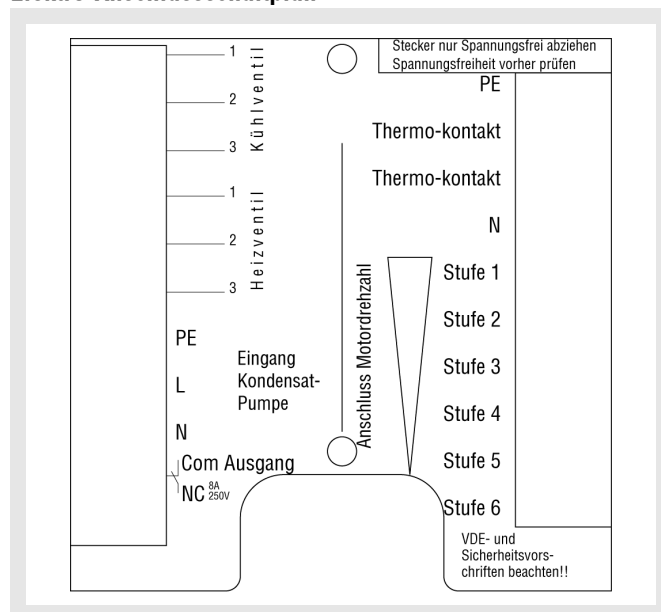 1
2
3
Kühlventil
1
2
3
Heizventil
PE
L
N
Eingang
Kondensat-
Pumpe
Com Ausgang
NC 8A
250V
Anschluss Motordrehzahl
Stecker nur Spannungsfrei abziehen
Spannungsfreiheit vorher prüfen
PE
Thermo-kontakt
Thermo-kontakt
N
Stufe 1
Stufe 2
Stufe 3
Stufe 4
Stufe 5
Stufe 6
VDE- und
Sicherheitsvors-
chriften beachten!!